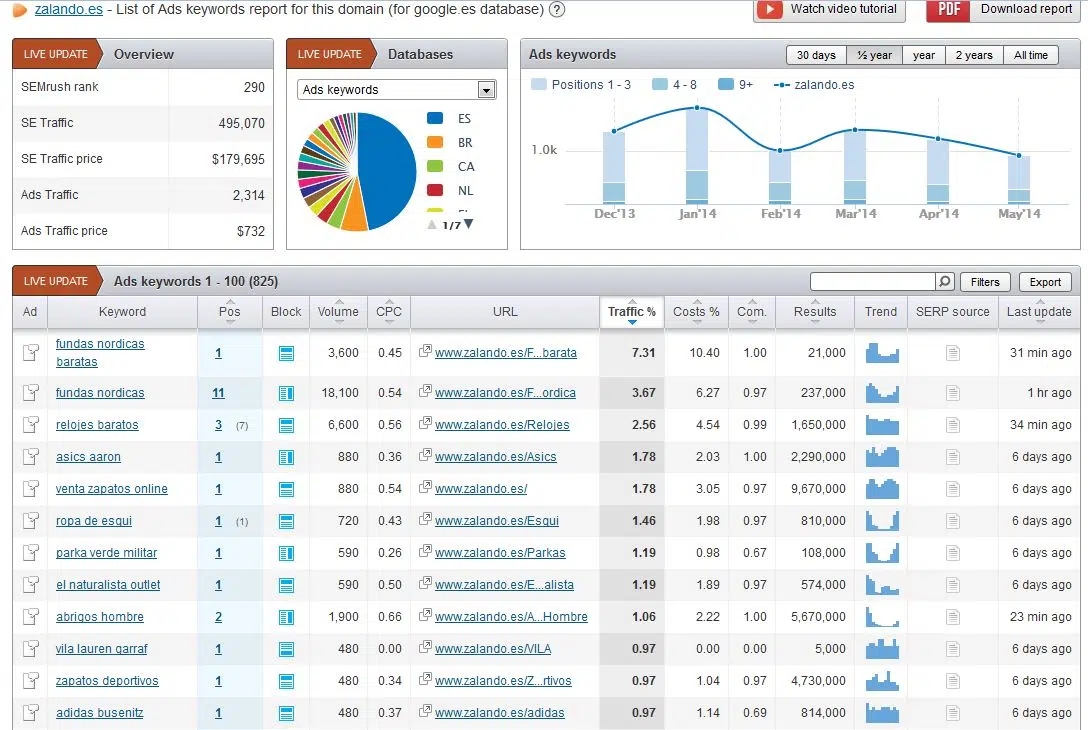 zalando.es - List of Ads keywords report for this domain (for google.es database) ?
Watch video tutorial
PDF Download report
LIVE UPDATE Overview
SEMrush rank 290
SE Traffic 495,070
SE Traffic price $179,695
Ads Traffic 2,314
Ads Traffic price $732
LIVE UPDATE Databases
Ads keywords
ES
BR
CA
NL
1/7
Ads keywords 30 days ½ year year 2 years All time
Positions 1 - 3 4 - 8 9+ zalando.es
1.0k
Dec'13 Jan'14 Feb'14 Mar'14 Apr'14 May'14
LIVE UPDATE Ads keywords 1 - 100 (825) Filters Export
Ad Keyword Pos Block Volume CPC URL Traffic % Costs % Com. Results Trend SERP source Last update
fundas nordicas
baratas 1 3,600 0.45 www.zalando.es/F...barata 7.31 10.40 1.00 21,000 31 min ago
fundas nordicas 11 18,100 0.54 www.zalando.es/F...ordica 3.67 6.27 0.97 237,000 1 hr ago
relojes baratos 3 (7) 6,600 0.56 www.zalando.es/Relojes 2.56 4.54 0.99 1,650,000 34 min ago
asics aaron 1 880 0.36 www.zalando.es/Asics 1.78 2.03 1.00 2,290,000 6 days ago
venta zapatos online 1 880 0.54 www.zalando.es/ 1.78 3.05 0.97 9,670,000 6 days ago
ropa de esqui 1 (1) 720 0.43 www.zalando.es/Esqui 1.46 1.98 0.97 810,000 6 days ago
parka verde militar 1 590 0.26 www.zalando.es/Parkas 1.19 0.98 0.67 108,000 6 days ago
el naturalista outlet 1 590 0.50 www.zalando.es/E...alista 1.19 1.89 0.97 574,000 6 days ago
abrigos hombre 2 1,900 0.66 www.zalando.es/A...Hombre 1.06 2.22 1.00 5,670,000 23 min ago
vila lauren garraf 1 480 0.00 www.zalando.es/VILA 0.97 0.00 0.00 5,000 6 days ago
zapatos deportivos 1 480 0.34 www.zalando.es/Z...rtivos 0.97 1.04 0.97 4,730,000 6 days ago
adidas busenitz 1 480 0.37 www.zalando.es/adidas 0.97 1.14 0.69 814,000 6 days ago